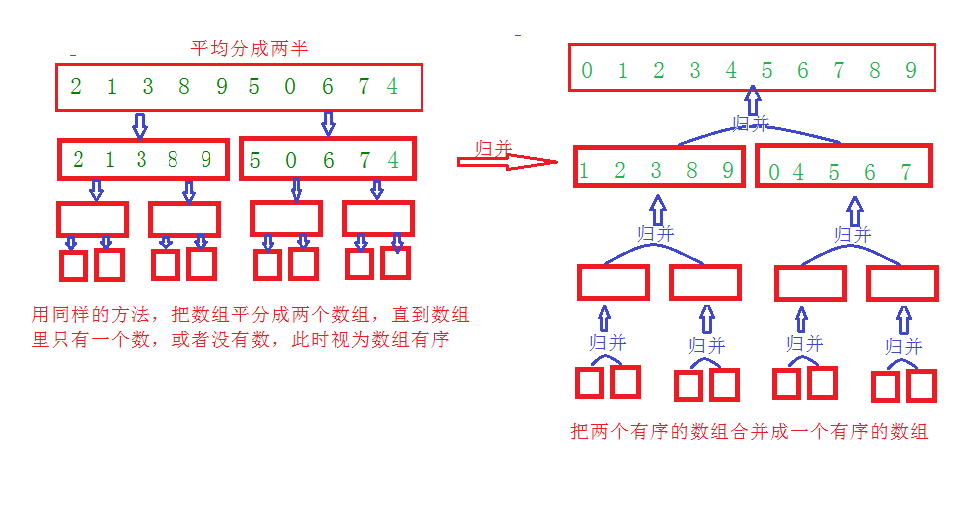 平均分成两半
2 1 3 8 9 5 0 6 7 4
2 1 3 8 9
5 0 6 7 4
用同样的方法，把数组平分成两个数组，直到数组
里只有一个数，或者没有数，此时视为数组有序
归并
0 1 2 3 4 5 6 7 8 9
归并
1 2 3 8 9
0 4 5 6 7
归并
归并
归并
归并
归并
归并
把两个有序的数组合并成一个有序的数组